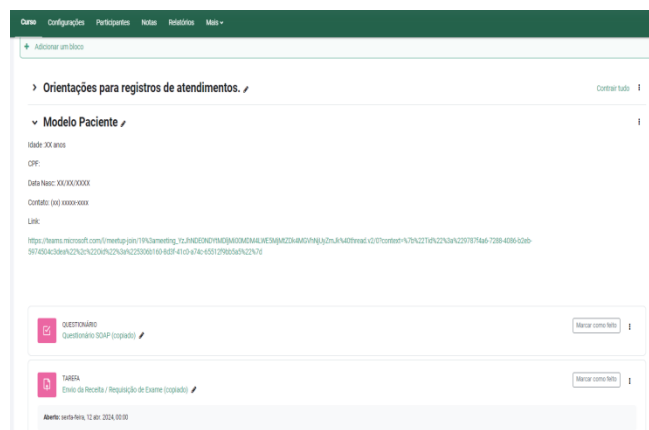 Curso Configurações Participantes Notas Relatórios Mais
Adicionar um bloco
Orientações para registros de atendimentos.
Contrair tudo
Modelo Paciente
Idade: XX anos
CPF:
Data Nasc: XX/XX/XXXX
Contato: (xx) xxxxx-xxxx
Link:
QUESTIONÁRIO
Questionário SOAP (copiado)
Marcar como feito
TAREFA
Envio da Receita / Requisição de Exame (copiado)
Marcar como feito
Aberto: sexta-feira, 12 abr. 2024, 00:00